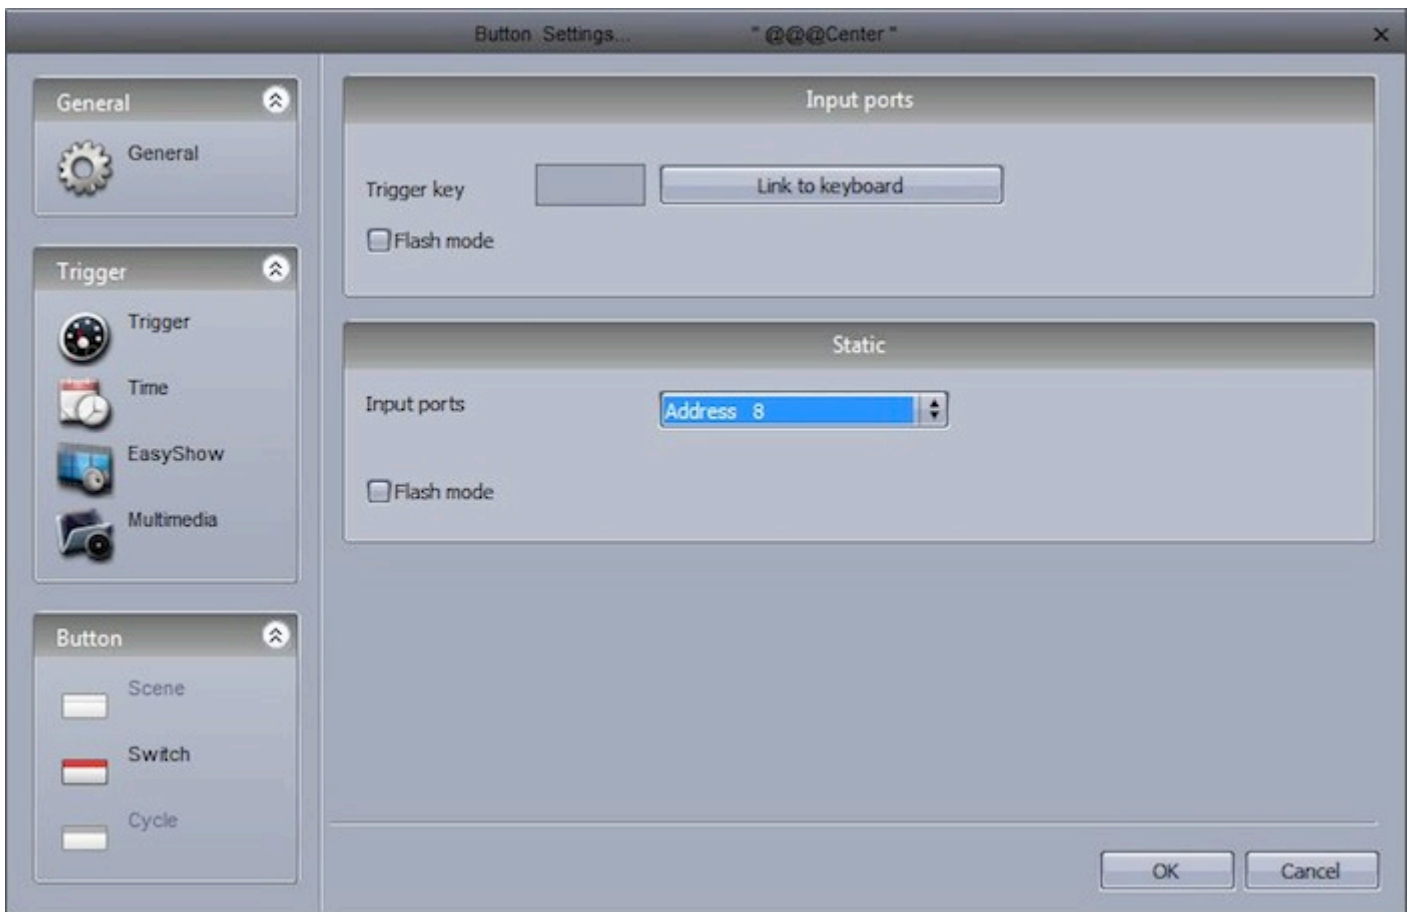 Button Settings... " @@@Center "
General
General
Trigger
Trigger
Time
EasyShow
Multimedia
Button
Scene
Switch
Cycle
Input ports
Trigger key Link to keyboard
Flash mode
Static
Input ports Address 8
Flash mode
OK Cancel